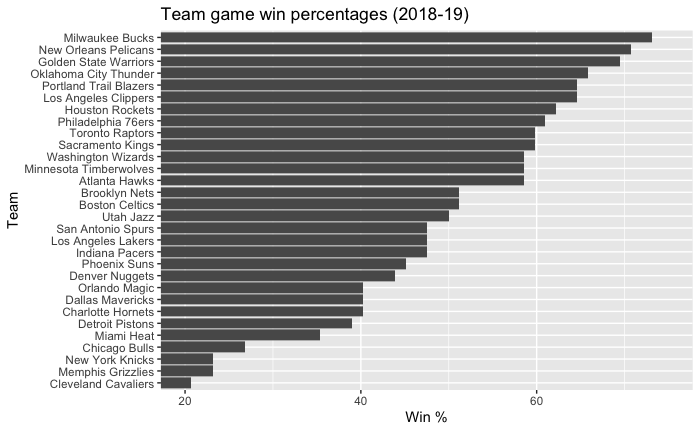 Team game win percentages (2018-19)
Team
Milwaukee Bucks
New Orleans Pelicans
Golden State Warriors
Oklahoma City Thunder
Portland Trail Blazers
Los Angeles Clippers
Houston Rockets
Philadelphia 76ers
Toronto Raptors
Sacramento Kings
Washington Wizards
Minnesota Timberwolves
Atlanta Hawks
Brooklyn Nets
Boston Celtics
Utah Jazz
San Antonio Spurs
Los Angeles Lakers
Indiana Pacers
Phoenix Suns
Denver Nuggets
Orlando Magic
Dallas Mavericks
Charlotte Hornets
Detroit Pistons
Miami Heat
Chicago Bulls
New York Knicks
Memphis Grizzlies
Cleveland Cavaliers
20 40 60
Win %